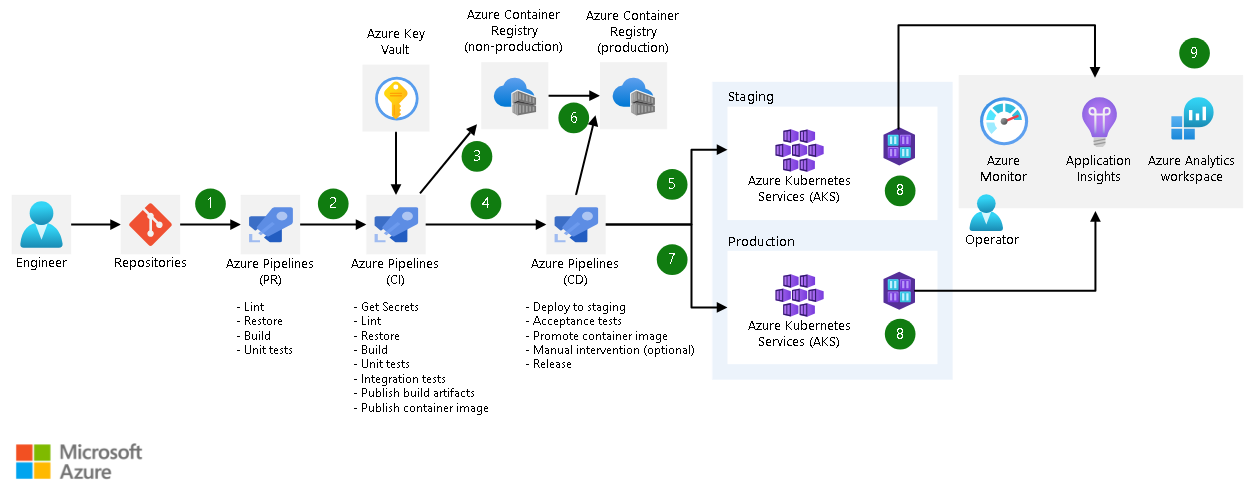 Azure Key
Vault
Azure Container
Registry
(non-production)
Azure Container
Registry
(production)
1
2
3
4
5
6
7
8
8
9
Engineer
Repositories
Azure Pipelines
(PR)
- Lint
- Restore
- Build
- Unit tests
Azure Pipelines
(CI)
- Get Secrets
- Lint
- Restore
- Build
- Unit tests
- Integration tests
- Publish build artifacts
- Publish container image
Azure Pipelines
(CD)
- Deploy to staging
- Acceptance tests
- Promote container image
- Manual intervention (optional)
- Release
Staging
Azure Kubernetes
Services (AKS)
Production
Azure Kubernetes
Services (AKS)
Azure
Monitor
Application
Insights
Azure Analytics
workspace
Operator
Microsoft
Azure